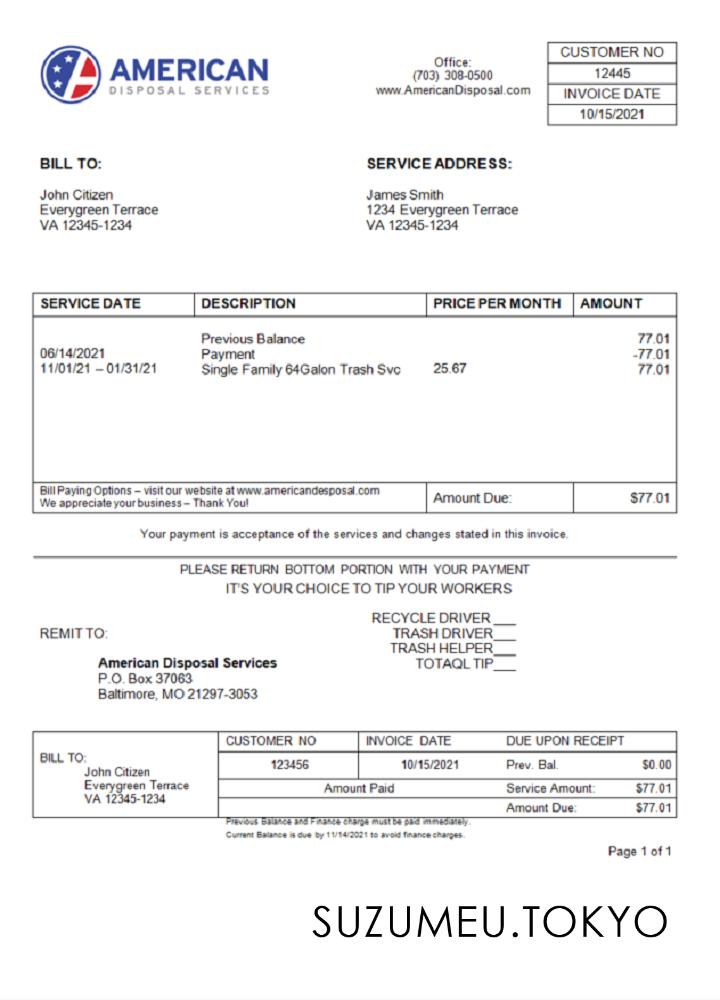 AMERICAN
DISPOSAL SERVICES
Office:
(703) 308-0500
www.AmericanDisposal.com
CUSTOMER NO
12445
INVOICE DATE
10/15/2021
BILL TO:
John Citizen
Everygreen Terrace
VA 12345-1234
SERVICE ADDRESS:
James Smith
1234 Everygreen Terrace
VA 12345-1234
SERVICE DATE DESCRIPTION PRICE PER MONTH AMOUNT
Previous Balance 77.01
06/14/2021 Payment -77.01
11/01/21 – 01/31/21 Single Family 64Galon Trash Svc 25.67 77.01
Bill Paying Options – visit our website at www.americandesposal.com
We appreciate your business – Thank You!
Amount Due: $77.01
Your payment is acceptance of the services and changes stated in this invoice.
PLEASE RETURN BOTTOM PORTION WITH YOUR PAYMENT
IT'S YOUR CHOICE TO TIP YOUR WORKERS
RECYCLE DRIVER ___
TRASH DRIVER___
TRASH HELPER___
TOTAQL TIP___
REMIT TO:
American Disposal Services
P.O. Box 37063
Baltimore, MO 21297-3053
BILL TO:
John Citizen
Everygreen Terrace
VA 12345-1234
CUSTOMER NO INVOICE DATE DUE UPON RECEIPT
123456 10/15/2021 Prev. Bal. $0.00
Amount Paid Service Amount: $77.01
Amount Due: $77.01
Previous Balance and Finance charge must be paid immediately.
Current Balance is due by 11/14/2021 to avoid finance charges.
Page 1 of 1
SUZUMEU.TOKYO